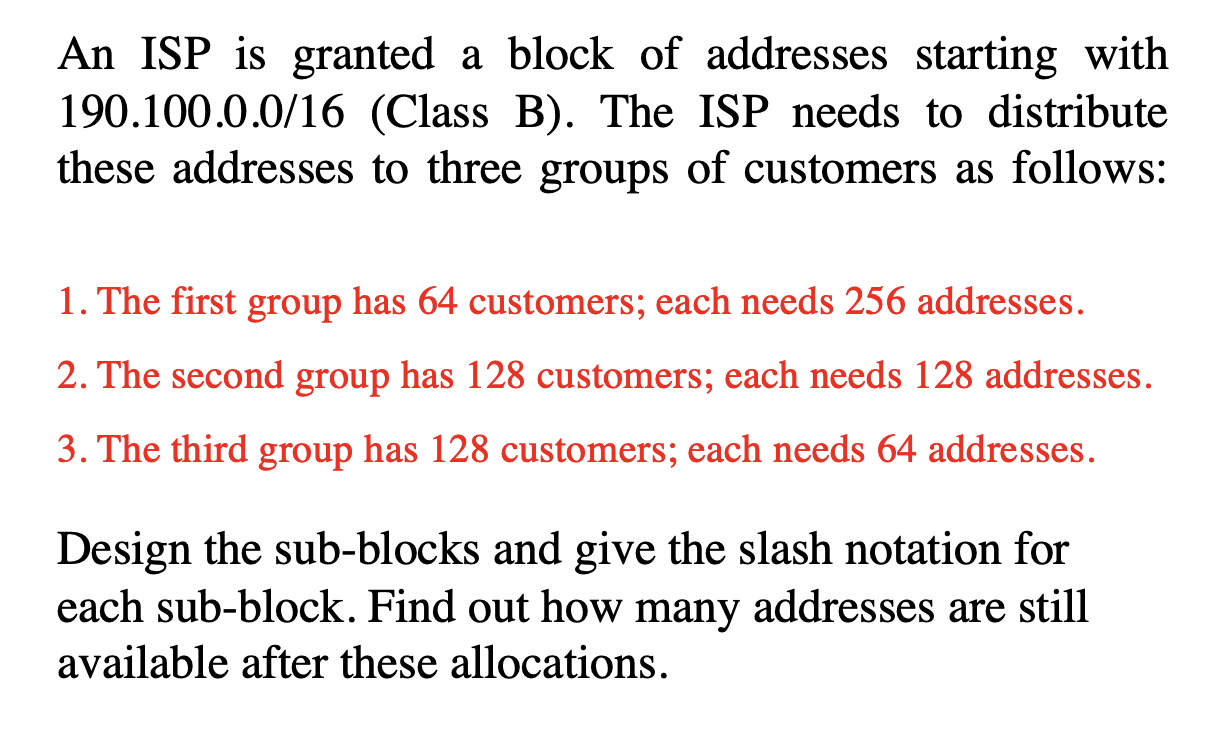 An ISP is granted a block of addresses starting with
190.100.0.0/16 (Class B). The ISP needs to distribute
these addresses to three groups of customers as follows:
1. The first group has 64 customers; each needs 256 addresses.
2. The second group has 128 customers; each needs 128 addresses.
3. The third group has 128 customers; each needs 64 addresses.
Design the sub-blocks and give the slash notation for
each sub-block. Find out how many addresses are still
available after these allocations.